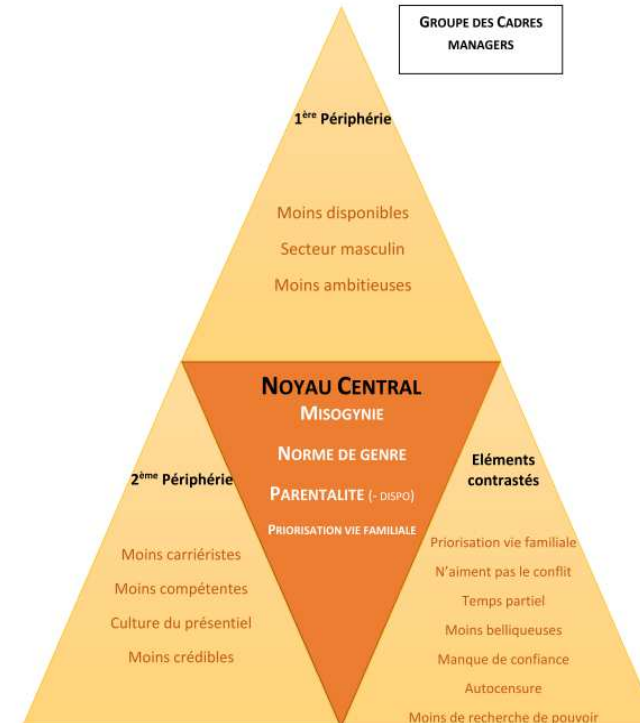 GROUPE DES CADRES
MANAGERS
1ère Périphérie
Moins disponibles
Secteur masculin
Moins ambitieuses
NOYAU CENTRAL
MISOGYNIE
NORME DE GENRE
PARENTALITE (- DISPO)
PRIORISATION VIE FAMILIALE
2ème Périphérie
Moins carriéristes
Moins compétentes
Culture du présentiel
Moins crédibles
Eléments
contrastés
Priorisation vie familiale
N'aiment pas le conflit
Temps partiel
Moins belliqueuses
Manque de confiance
Autocensure
Moins de recherche de pouvoir